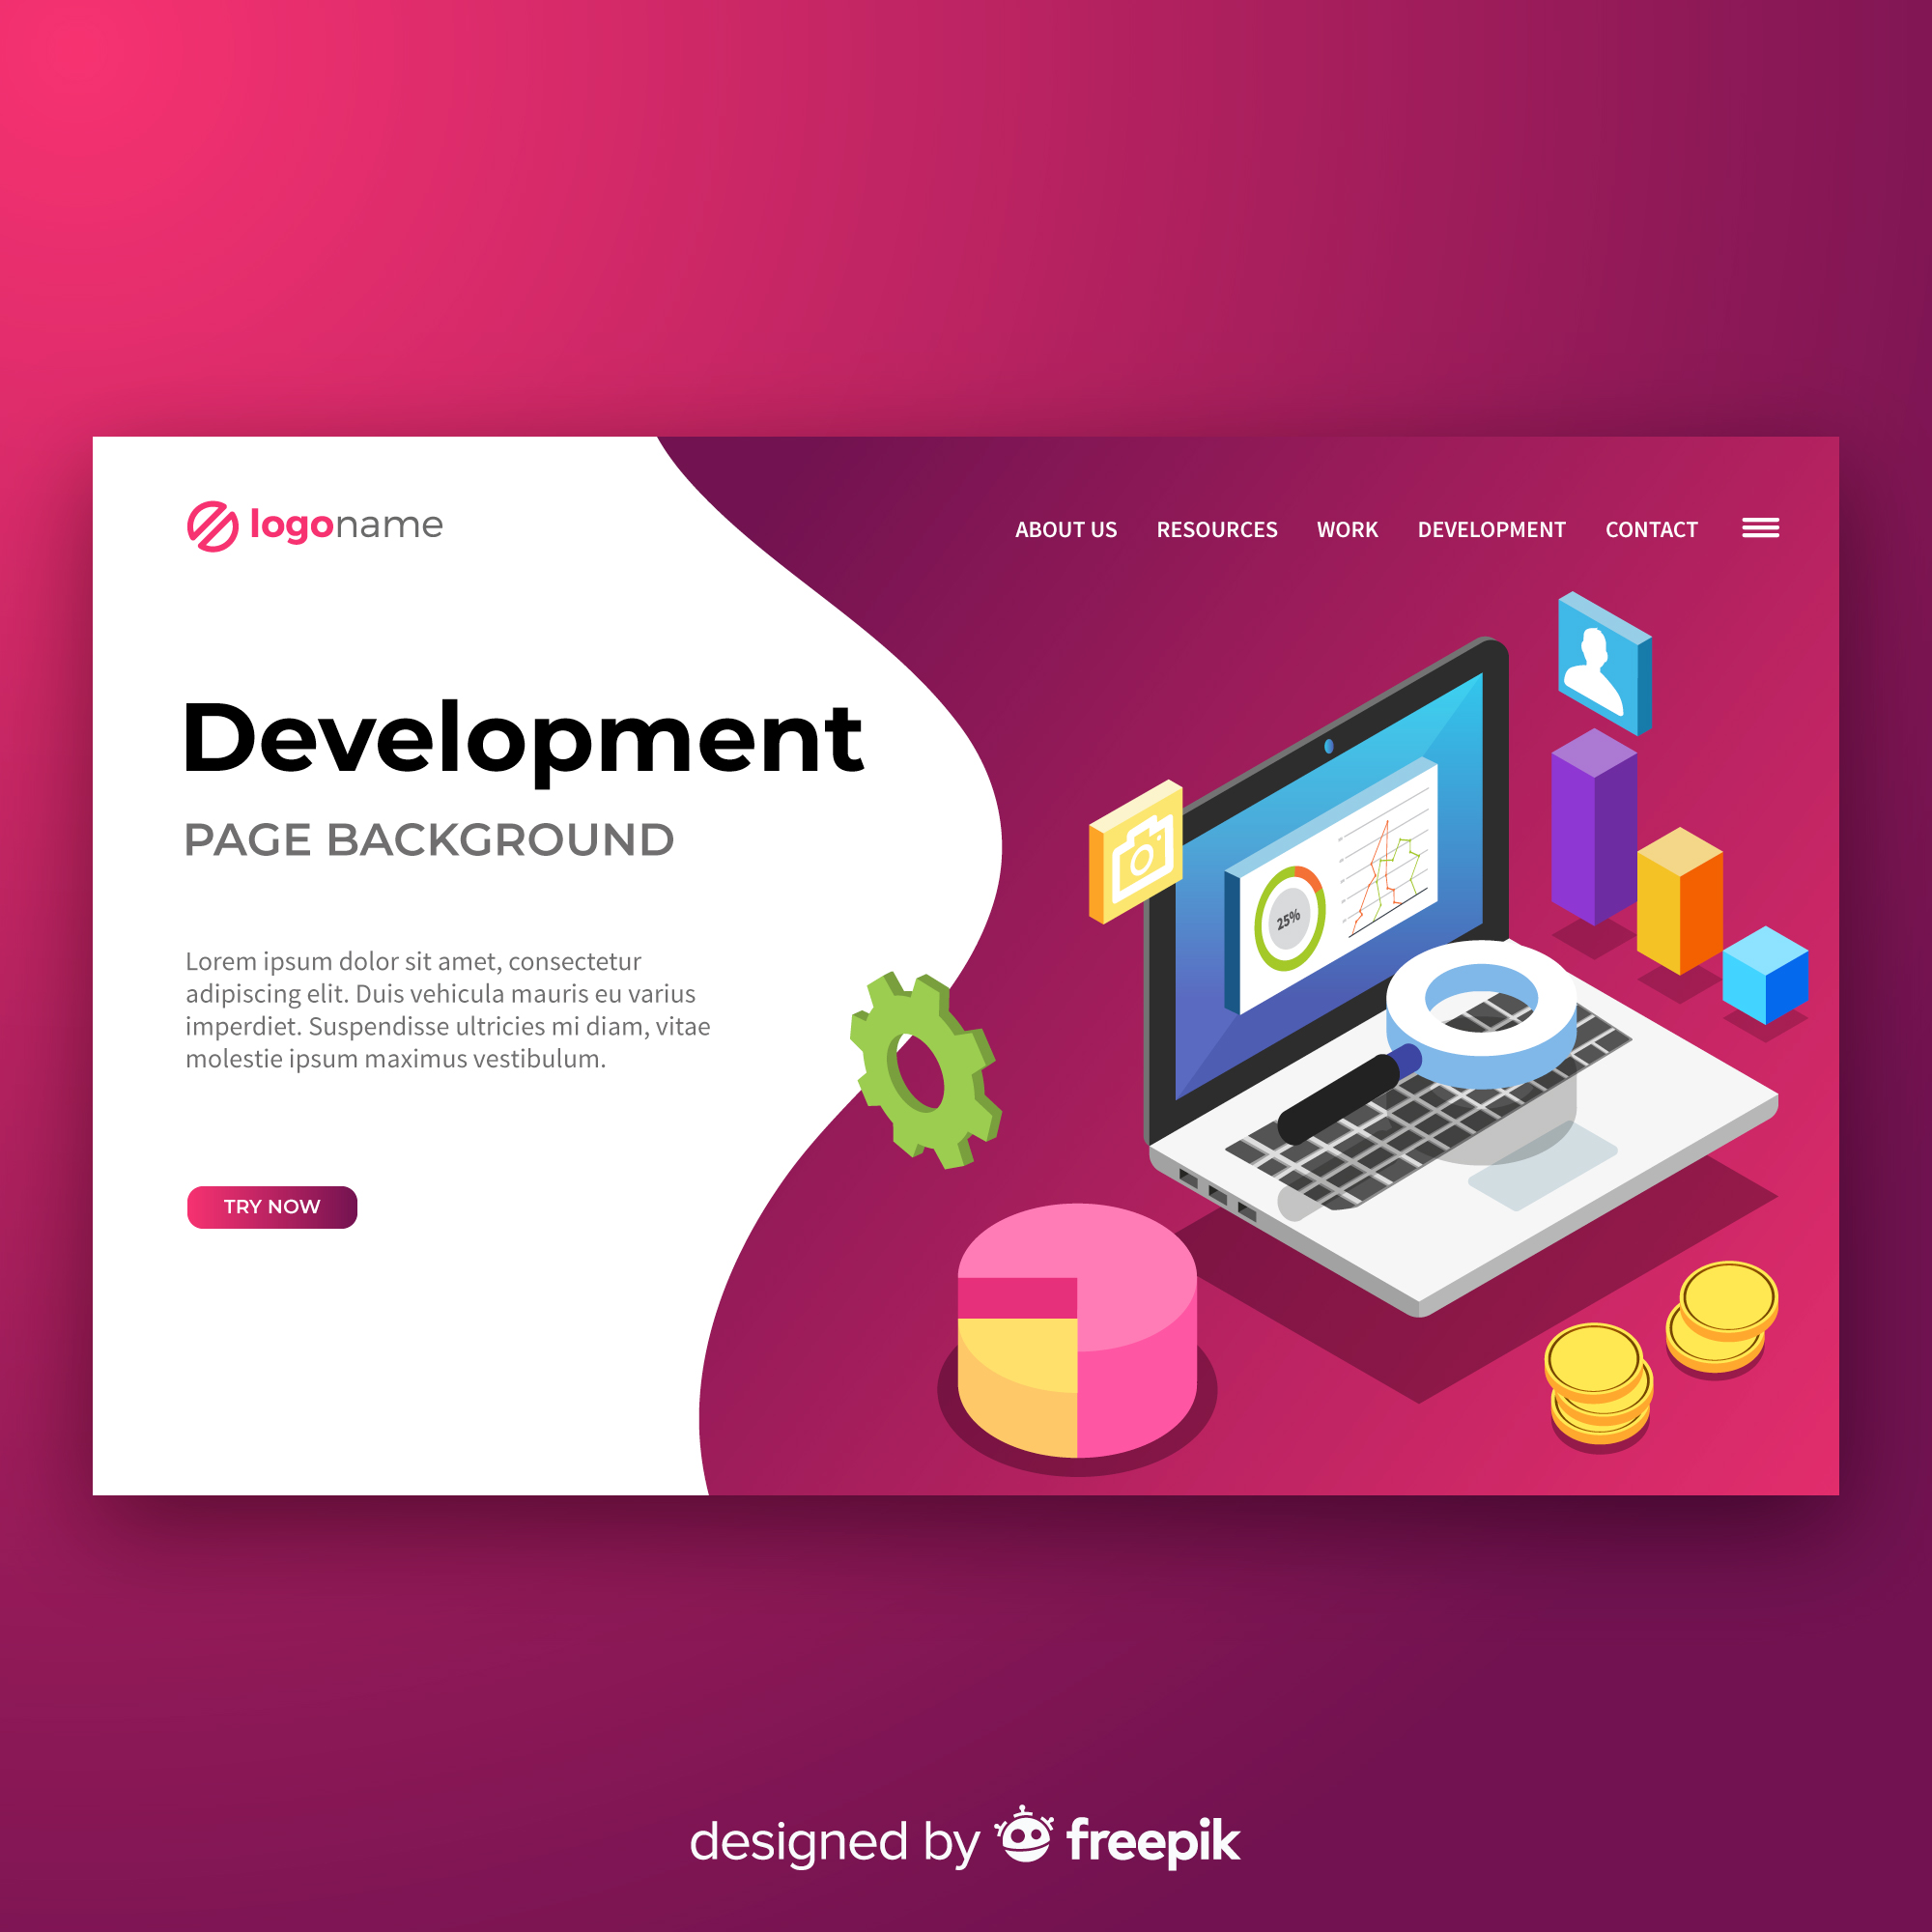 logoname
ABOUT US RESOURCES WORK DEVELOPMENT CONTACT
Development
PAGE BACKGROUND
25%
Lorem ipsum dolor sit amet, consectetur
adipiscing elit. Duis vehicula mauris eu varius
imperdiet. Suspendisse ultricies mi diam, vitae
molestie ipsum maximus vestibulum.
TRY NOW
designed by freepik